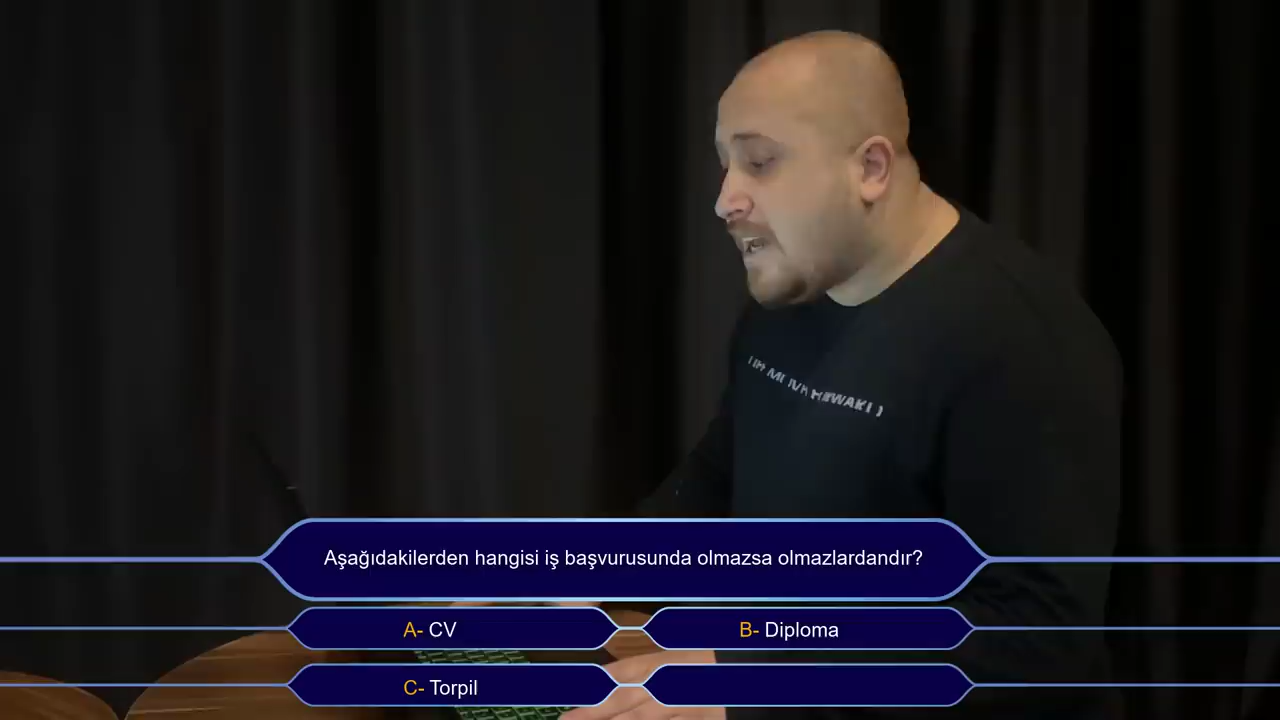 Aşağıdakilerden hangisi iş başvurusunda olmazsa olmazlardandır?
A- CV
B- Diploma
C- Torpil